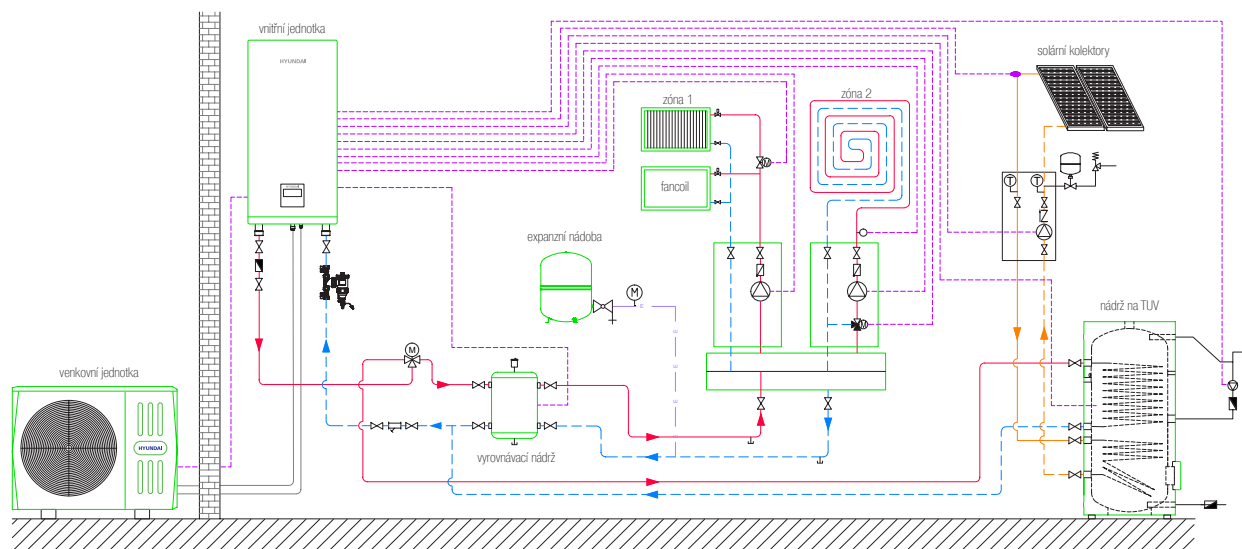 vnitřní jednotka
HYUNDAI
solární kolektory
zóna 1
zóna 2
fancoil
T
T
M
M
expanzní nádoba
M
nádrž na TUV
M
M
venkovní jednotka
HYUNDAI
vyrovnávací nádrž